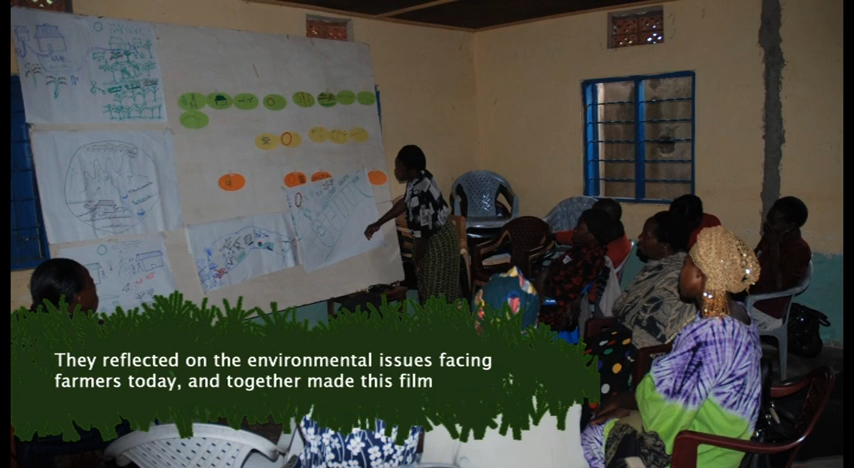 They reflected on the environmental issues facing
farmers today, and together made this film